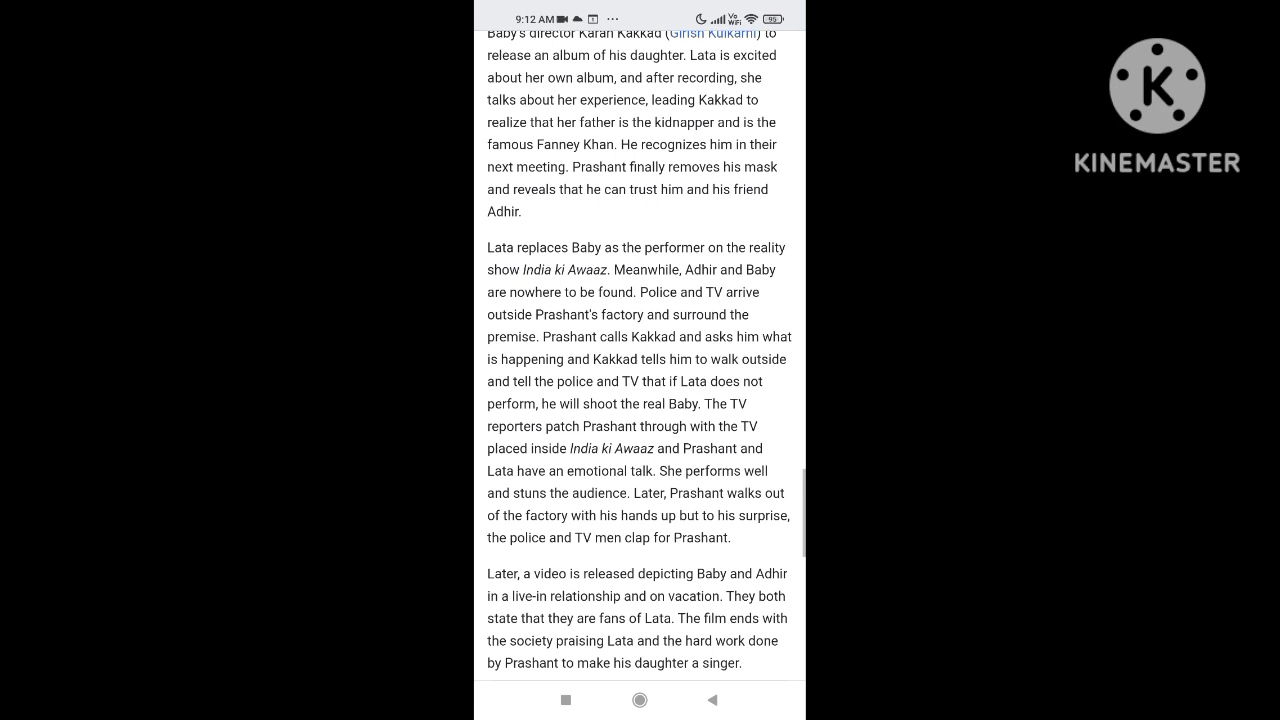 9:12 AM
Vo
WiFi
95
Baby's director Karan Kakkad (Girish Kulkarni) to
release an album of his daughter. Lata is excited
about her own album, and after recording, she
talks about her experience, leading Kakkad to
realize that her father is the kidnapper and is the
famous Fanney Khan. He recognizes him in their
next meeting. Prashant finally removes his mask
and reveals that he can trust him and his friend
Adhir.
Lata replaces Baby as the performer on the reality
show India ki Awaaz. Meanwhile, Adhir and Baby
are nowhere to be found. Police and TV arrive
outside Prashant's factory and surround the
premise. Prashant calls Kakkad and asks him what
is happening and Kakkad tells him to walk outside
and tell the police and TV that if Lata does not
perform, he will shoot the real Baby. The TV
reporters patch Prashant through with the TV
placed inside India ki Awaaz and Prashant and
Lata have an emotional talk. She performs well
and stuns the audience. Later, Prashant walks out
of the factory with his hands up but to his surprise,
the police and TV men clap for Prashant.
Later, a video is released depicting Baby and Adhir
in a live-in relationship and on vacation. They both
state that they are fans of Lata. The film ends with
the society praising Lata and the hard work done
by Prashant to make his daughter a singer.
K
KINEMASTER